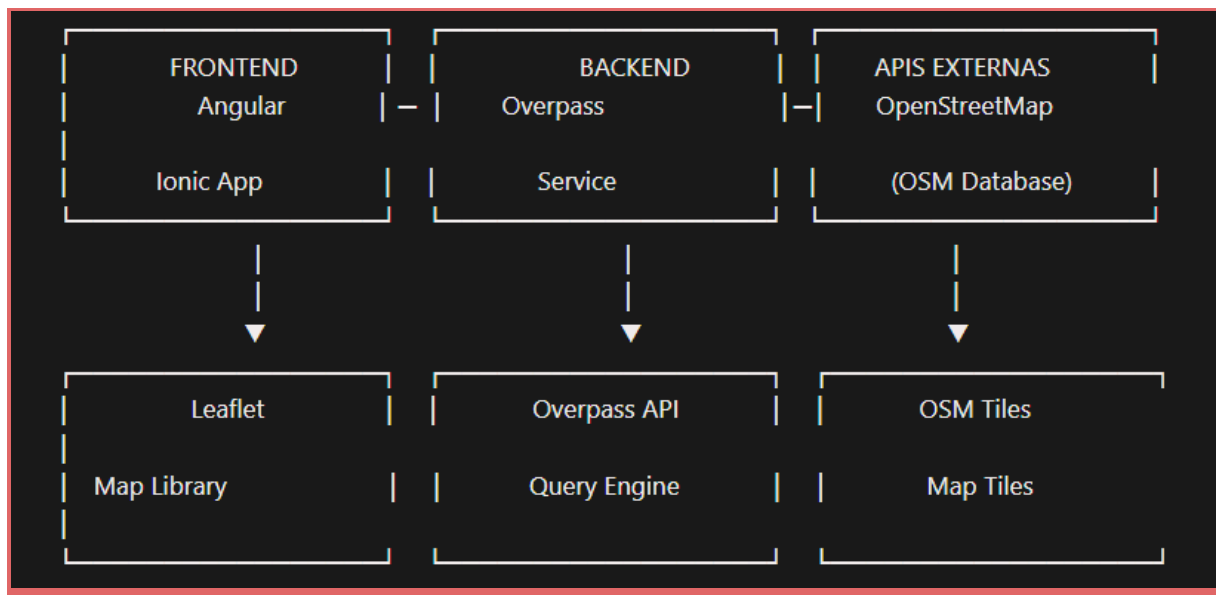 FRONTEND BACKEND APIS EXTERNAS
Angular Overpass OpenStreetMap
Ionic App Service (OSM Database)
Leaflet Overpass API OSM Tiles
Map Library Query Engine Map Tiles